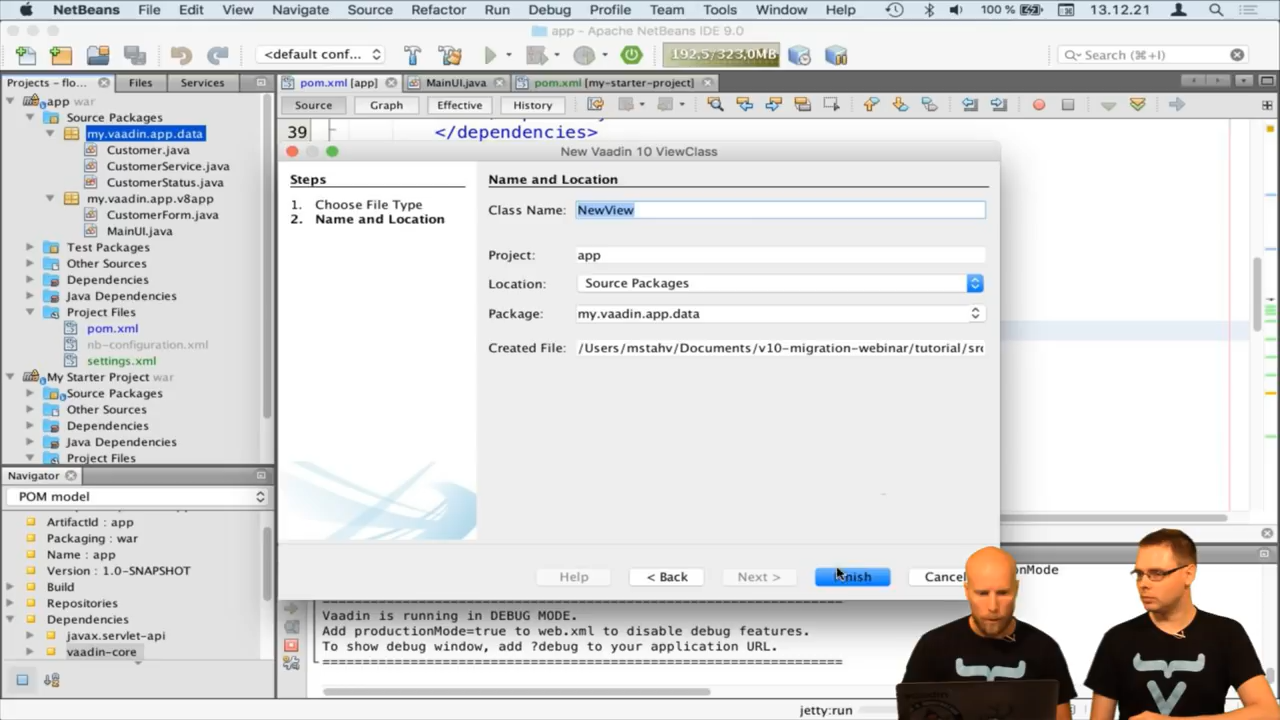 NetBeans File Edit View Navigate Source Refactor Run Debug Profile Team Tools Window Help 100 % 13.12.21
app - Apache NetBeans IDE 9.0
<default conf... 192,5/323,0MB Search (⌘+I)
Projects - flo... Files Services pom.xml [app] MainUI.java pom.xml [my-starter-project]
Source Graph Effective History
app war
Source Packages
my.vaadin.app.data
Customer.java
CustomerService.java
CustomerStatus.java
my.vaadin.app.v8app
CustomerForm.java
MainUI.java
Test Packages
Other Sources
Dependencies
Java Dependencies
Project Files
pom.xml
nb-configuration.xml
settings.xml
My Starter Project war
Source Packages
Other Sources
Dependencies
Java Dependencies
Project Files
39 </dependencies>
New Vaadin 10 ViewClass
Steps
1. Choose File Type
2. Name and Location
Name and Location
Class Name: NewView
Project: app
Location: Source Packages
Package: my.vaadin.app.data
Created File: /Users/mstahv/Documents/v10-migration-webinar/tutorial/src
Help < Back Next > Finish Cancel
Navigator
POM model
ArtifactId : app
Packaging : war
Name : app
Version : 1.0-SNAPSHOT
Build
Repositories
Dependencies
javax.servlet-api
vaadin-core
=================================================================
Vaadin is running in DEBUG MODE.
Add productionMode=true to web.xml to disable debug features.
To show debug window, add ?debug to your application URL.
=================================================================
jetty:run